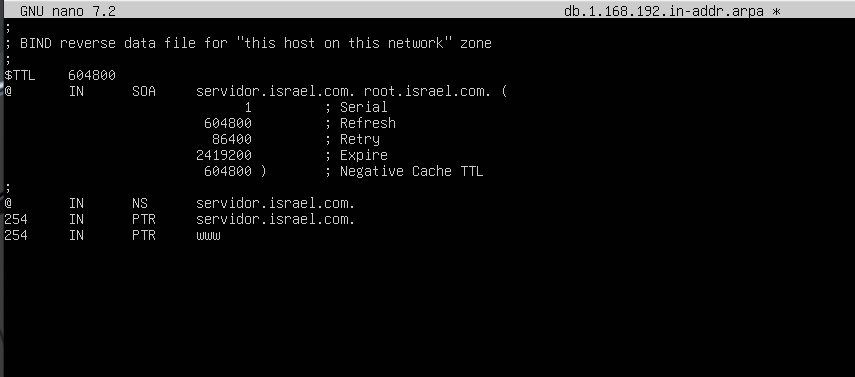 GNU nano 7.2 db.1.168.192.in-addr.arpa *
;
; BIND reverse data file for "this host on this network" zone
;
$TTL 604800
@ IN SOA servidor.israel.com. root.israel.com. (
1 ; Serial
604800 ; Refresh
86400 ; Retry
2419200 ; Expire
604800 ) ; Negative Cache TTL
;
@ IN NS servidor.israel.com.
254 IN PTR servidor.israel.com.
254 IN PTR www